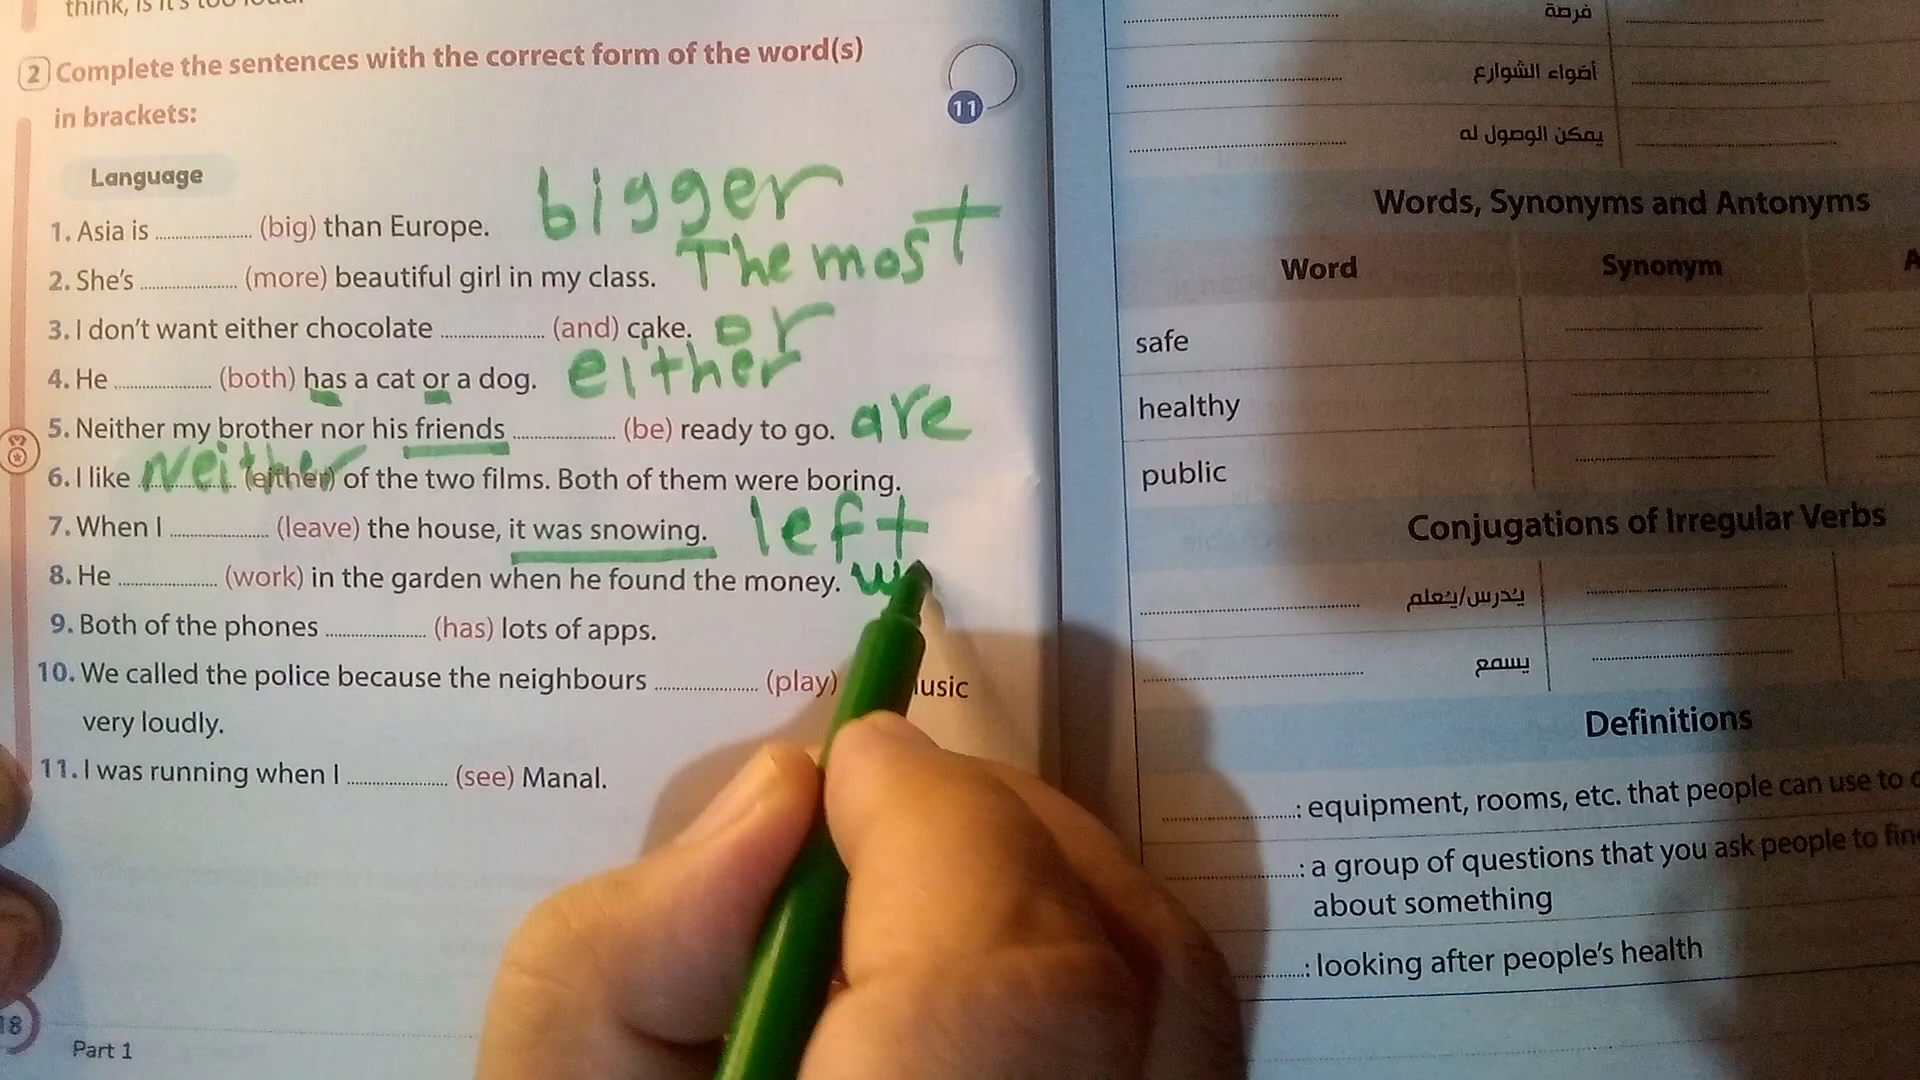 think, is it's too loud.
2 Complete the sentences with the correct form of the word(s)
in brackets:
11
Language
1. Asia is ........ (big) than Europe. bigger
2. She's ........ (more) beautiful girl in my class. The most
3. I don't want either chocolate ........ (and) cake. or
4. He ........ (both) has a cat or a dog. either
5. Neither my brother nor his friends ........ (be) ready to go. are
6. I like Neither (either) of the two films. Both of them were boring.
7. When I ........ (leave) the house, it was snowing. left
8. He ........ (work) in the garden when he found the money.
9. Both of the phones ........ (has) lots of apps.
10. We called the police because the neighbours ........ (play)
very loudly.
11. I was running when I ........ (see) Manal.
18
Part 1
فرصة
أضواء الشوارع
يمكن الوصول له
Words, Synonyms and Antonyms
Word Synonym A
safe
healthy
public
Conjugations of Irregular Verbs
يدرس/يتعلم
يسمع
Definitions
........: equipment, rooms, etc. that people can use to
........: a group of questions that you ask people to
about something
........: looking after people's health